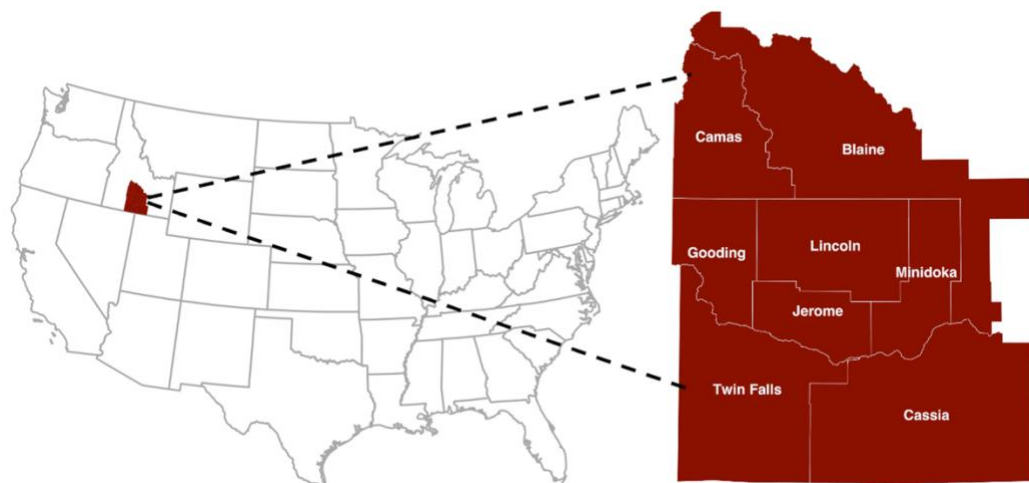 Camas
Blaine
Gooding
Lincoln
Minidoka
Jerome
Twin Falls
Cassia